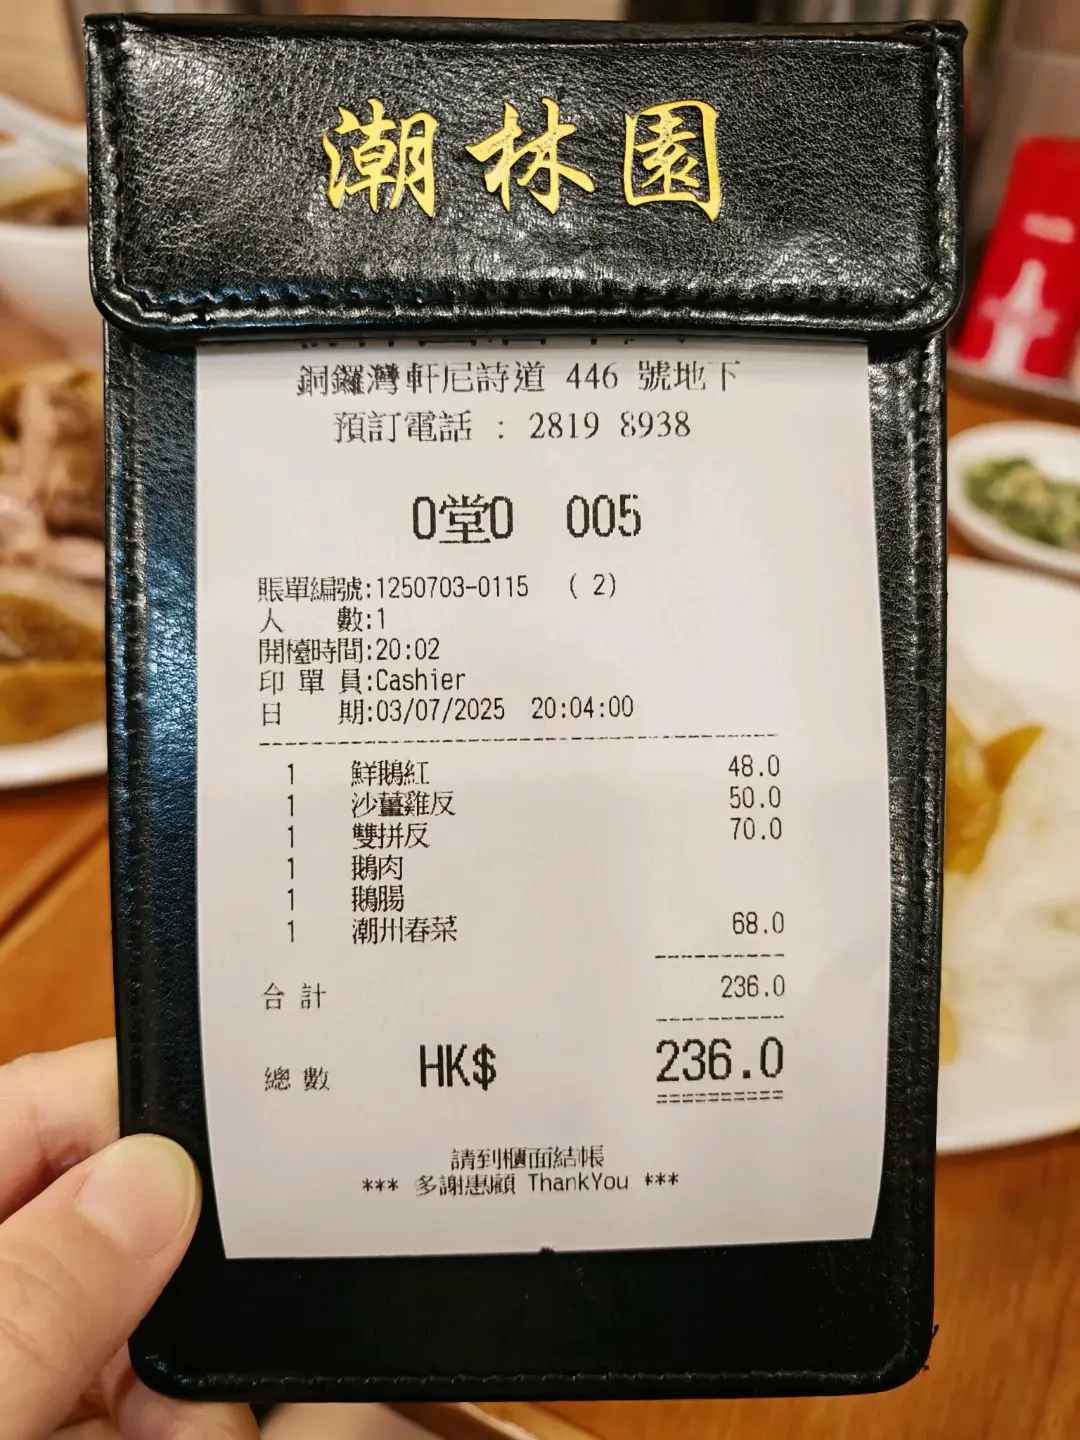 潮林園
銅鑼灣軒尼詩道 446 號地下
預訂電話 : 2819 8938
O堂O 005
賬單編號:1250703-0115 ( 2)
人 數:1
開檯時間:20:02
印 單 員:Cashier
日 期:03/07/2025 20:04:00
1 鮮鵝紅 48.0
1 沙薑雞反 50.0
1 雙拼反 70.0
1 鵝肉
1 鵝腸
1 潮州春菜 68.0
合 計 236.0
總 數 HK$ 236.0
請到櫃面結帳
*** 多謝惠顧 ThankYou ***